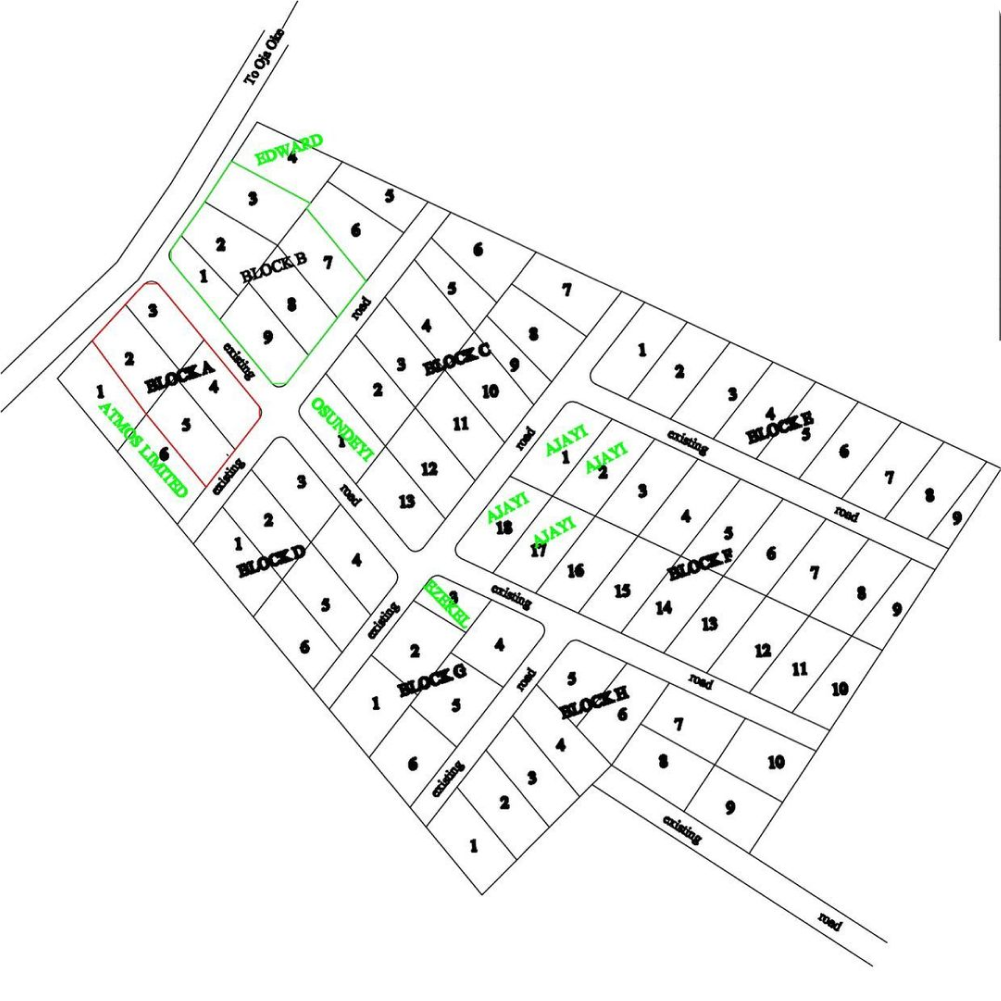 To Oja Oke
EDWARD
4
3
5
2
6
BLOCK B
7
1
8
9
road
existing
3
2
BLOCK A
4
1
5
6
ATMOS LIMITED
existing
6
5
7
4
8
3
BLOCK C
9
2
10
OSUNDEYI
1
11
12
13
road
road
1
2
3
4
BLOCK E
5
6
7
8
9
existing
road
AJAYI
1
AJAYI
2
3
4
5
6
7
8
9
BLOCK F
AJAYI
18
AJAYI
17
16
15
14
13
12
11
10
3
2
1
BLOCK D
4
5
6
existing
EZEKEL
3
existing
road
4
2
BLOCK G
1
5
6
road
existing
5
BLOCK H
6
7
4
8
10
3
9
2
1
existing
road